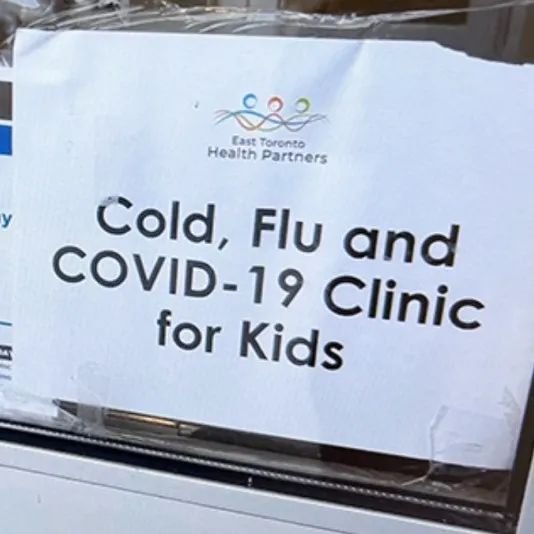 East Toronto
Health Partners
Cold, Flu and
COVID-19 Clinic
for Kids